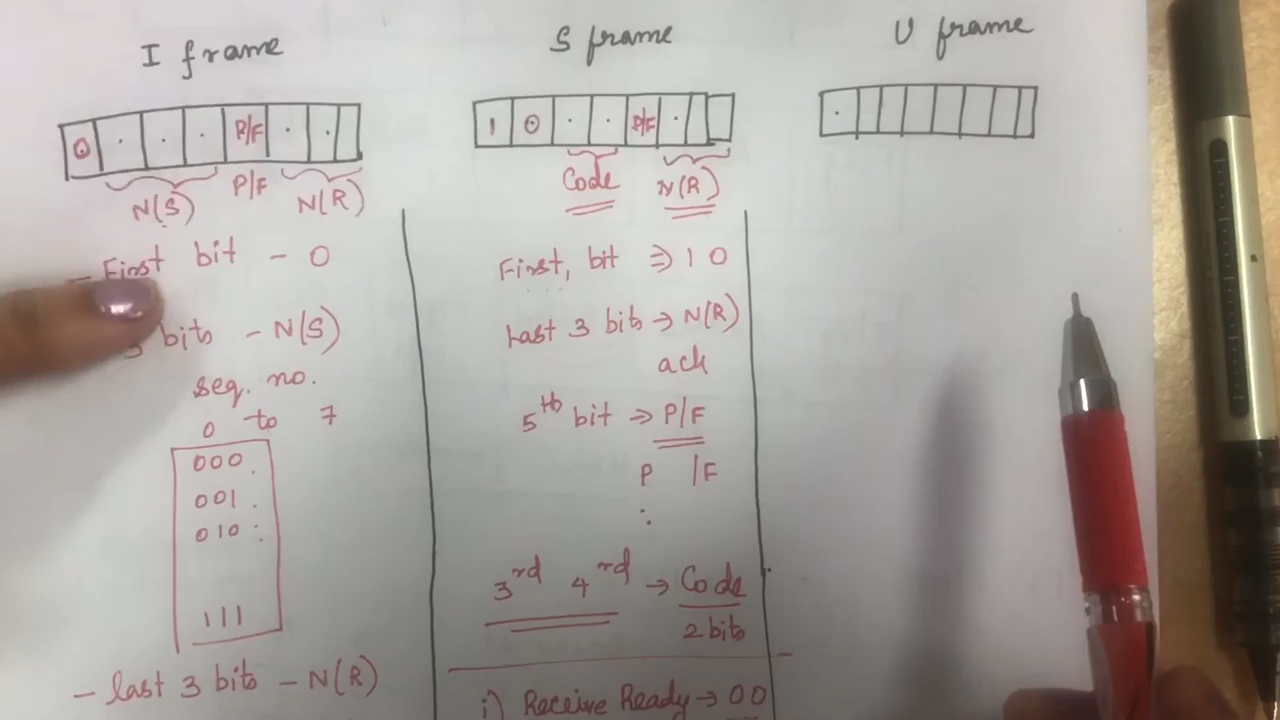 I frame
0 P/F
N(S) P/F N(R)
- First bit - 0
3 bits - N(S)
seq. no.
0 to 7
000
001
010
111
- last 3 bits - N(R)
S frame
1 0 P/F
Code N(R)
First, bit ⇒ 1 0
Last 3 bits → N(R)
ack
5th bit → P/F
P /F
3rd 4rd → Code
2 bits
i) Receive Ready → 00
U frame